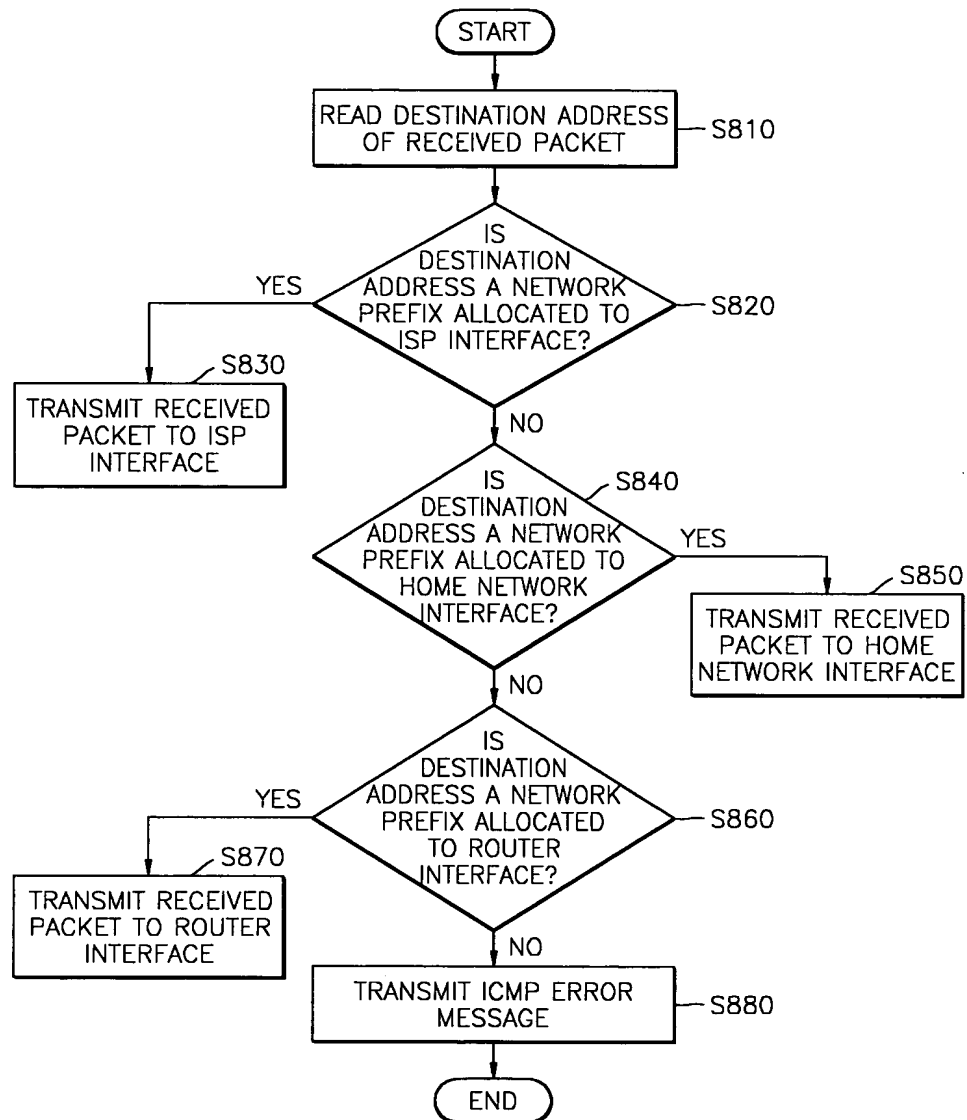 START
READ DESTINATION ADDRESS
OF RECEIVED PACKET
S810
IS
DESTINATION
ADDRESS A NETWORK
PREFIX ALLOCATED TO
ISP INTERFACE?
S820
YES
S830
TRANSMIT RECEIVED
PACKET TO ISP
INTERFACE
NO
IS
DESTINATION
ADDRESS A NETWORK
PREFIX ALLOCATED TO
HOME NETWORK
INTERFACE?
S840
YES
S850
TRANSMIT RECEIVED
PACKET TO HOME
NETWORK INTERFACE
NO
IS
DESTINATION
ADDRESS A NETWORK
PREFIX ALLOCATED
TO ROUTER
INTERFACE?
S860
YES
S870
TRANSMIT RECEIVED
PACKET TO ROUTER
INTERFACE
NO
TRANSMIT ICMP ERROR
MESSAGE
S880
END